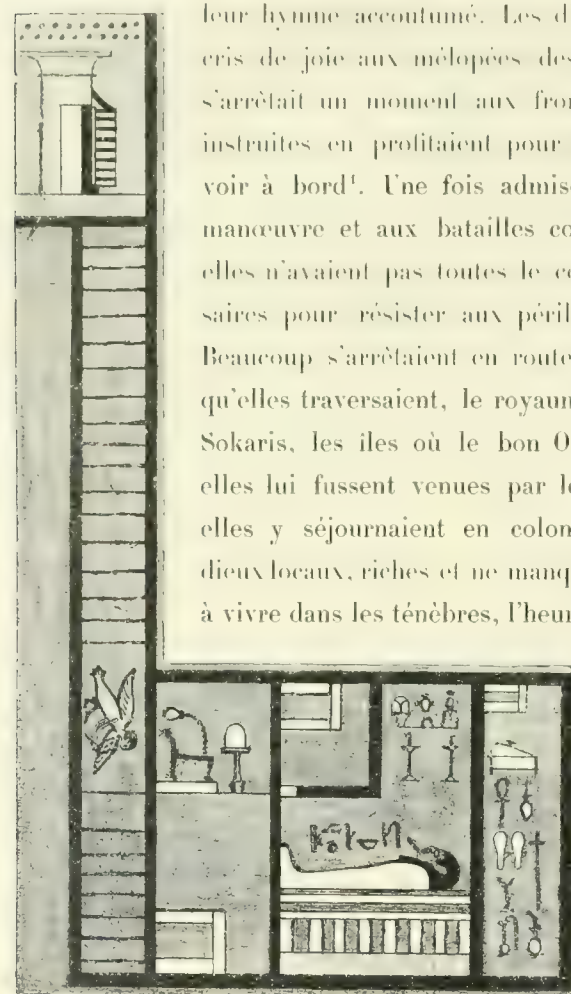 leur hymne accoutumé. Les d
cris de joie aux mélopées des
s'arrêtait un moment aux fron
instruites en profitaient pour
voir à bord¹. Une fois admise
manœuvre et aux batailles co
elles n'avaient pas toutes le co
saires pour résister aux péril
Beaucoup s'arrêtaient en route
qu'elles traversaient, le royaum
Sokaris, les îles où le bon O
elles lui fussent venues par le
elles y séjournaient en colon
dieux locaux, riches et ne manq
à vivre dans les ténèbres, l'heur